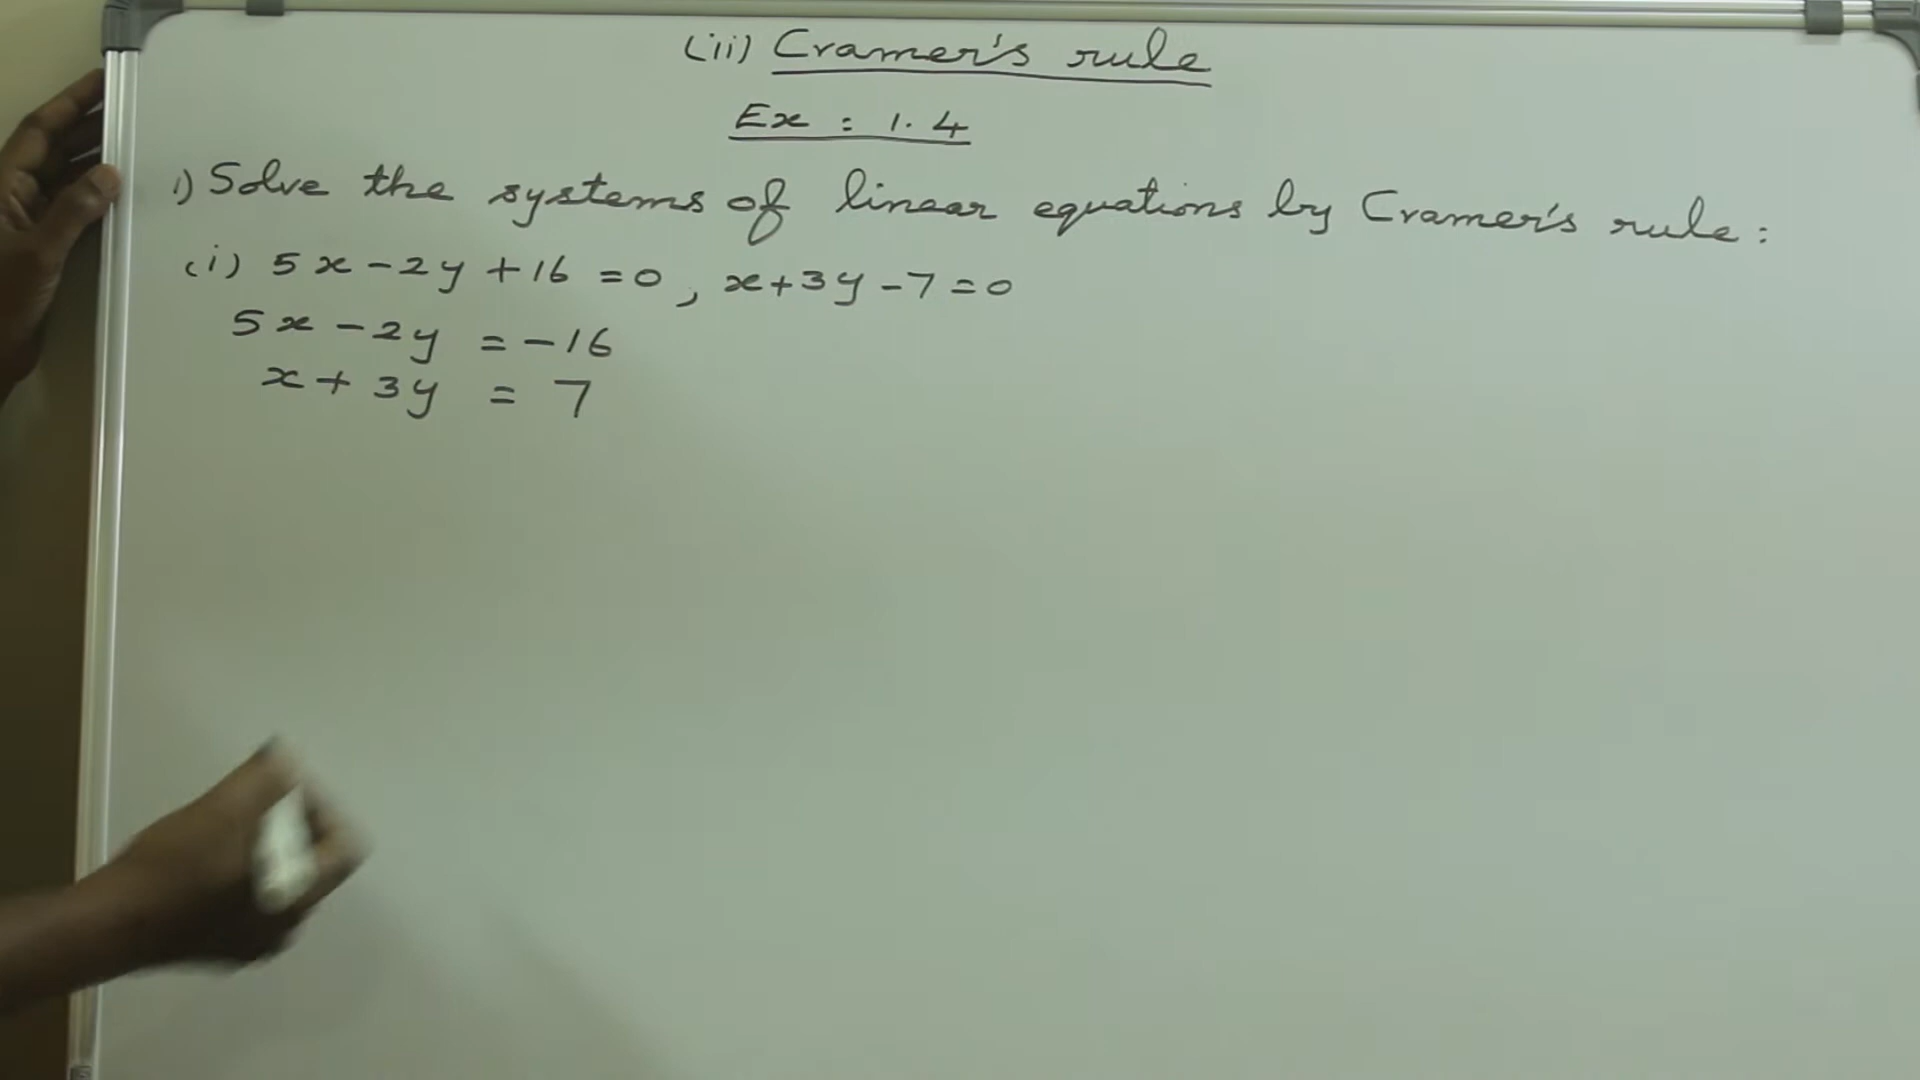 (iii) Cramer's rule
Ex : 1.4
1) Solve the systems of linear equations by Cramer's rule :
(i) 5x - 2y + 16 = 0, x + 3y - 7 = 0
5x - 2y = -16
x + 3y = 7